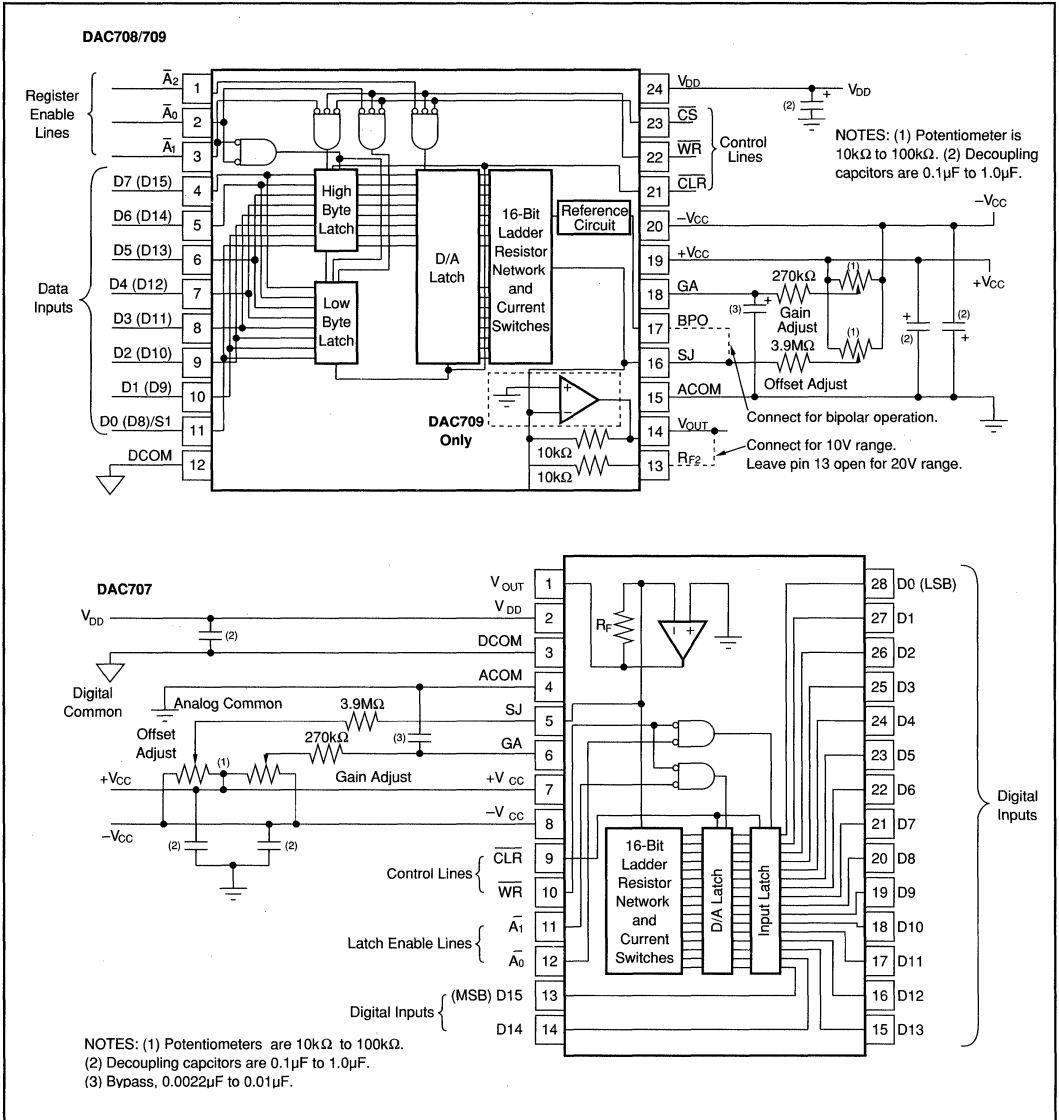 DAC708/709
Register
Enable
Lines
A̅2 1
A̅0 2
A̅1 3
Data
Inputs
D7 (D15) 4
D6 (D14) 5
D5 (D13) 6
D4 (D12) 7
D3 (D11) 8
D2 (D10) 9
D1 (D9) 10
D0 (D8)/S1 11
DCOM 12
High
Byte
Latch
Low
Byte
Latch
D/A
Latch
16-Bit
Ladder
Resistor
Network
and
Current
Switches
Reference
Circuit
DAC709
Only
+
−
10kΩ
10kΩ
24 VDD
(2) + VDD
23 C̅S̅
22 W̅R̅
21 C̅L̅R̅
Control
Lines
NOTES: (1) Potentiometer is
10kΩ to 100kΩ. (2) Decoupling
capcitors are 0.1µF to 1.0µF.
20 −VCC
−VCC
19 +VCC
+VCC
18 GA
270kΩ
(1)
(3) +
Gain
Adjust
17 BPO
(1)
16 SJ
3.9MΩ
Offset Adjust
+
(2)
(2)
+
15 ACOM
Connect for bipolar operation.
14 VOUT
Connect for 10V range.
Leave pin 13 open for 20V range.
13 RF2
DAC707
VDD
(2)
Digital
Common
Analog Common
3.9MΩ
Offset
Adjust
270kΩ
(3)
(1)
Gain Adjust
+VCC
−VCC
(2)
(2)
V OUT 1
V DD 2
DCOM 3
ACOM 4
SJ 5
GA 6
+V CC 7
−V CC 8
Control Lines
C̅L̅R̅ 9
W̅R̅ 10
Latch Enable Lines
A̅1 11
A̅0 12
Digital Inputs
(MSB) D15 13
D14 14
RF
− +
16-Bit
Ladder
Resistor
Network
and
Current
Switches
D/A Latch
Input Latch
28 D0 (LSB)
27 D1
26 D2
25 D3
24 D4
23 D5
22 D6
21 D7
20 D8
19 D9
18 D10
17 D11
16 D12
15 D13
Digital
Inputs
NOTES: (1) Potentiometers are 10kΩ to 100kΩ.
(2) Decoupling capcitors are 0.1µF to 1.0µF.
(3) Bypass, 0.0022µF to 0.01µF.